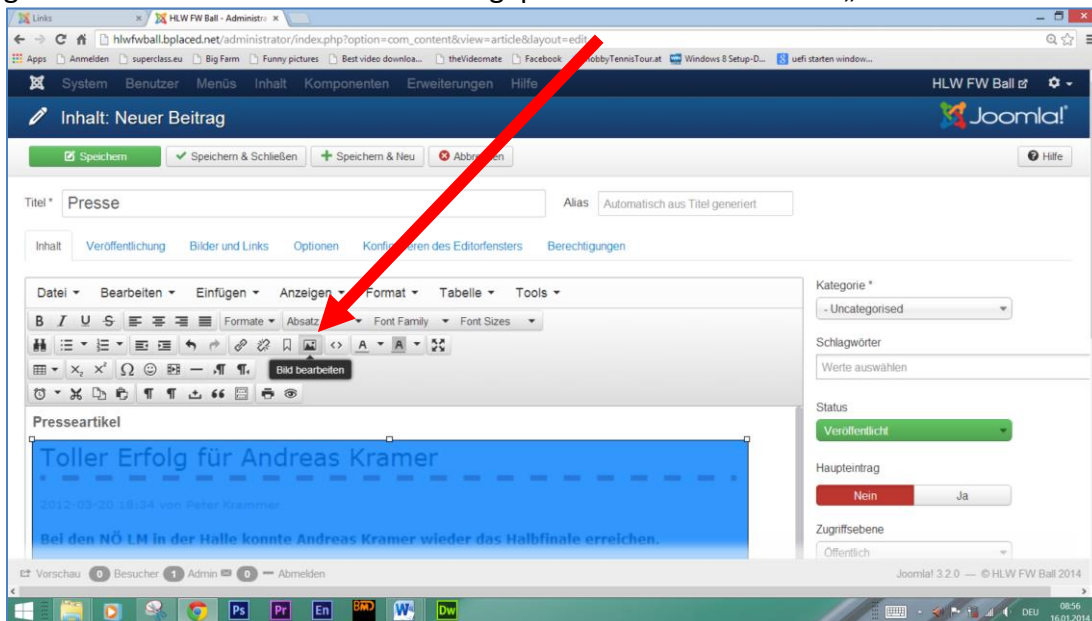 Links
HLW FW Ball - Administra
hlwfwball.bplaced.net/administrator/index.php?option=com_content&view=article&layout=edit
Apps Anmelden superclass.eu Big Farm Funny pictures Best video downloa... theVideomate Facebook HobbyTennisTour.at Windows 8 Setup-D... uefi starten window...
System Benutzer Menüs Inhalt Komponenten Erweiterungen Hilfe HLW FW Ball
Inhalt: Neuer Beitrag Joomla!
Speichern Speichern & Schließen Speichern & Neu Hilfe
Titel * Presse Alias Automatisch aus Titel generiert
Inhalt Veröffentlichung Bilder und Links Optionen des Editorfensters Berechtigungen
Datei Bearbeiten Einfügen Anzeigen Format Tabelle Tools
Kategorie *
- Uncategorised
B I U S Formate Absatz Font Family Font Sizes
Schlagwörter
Werte auswählen
Bild bearbeiten
Status
Veröffentlicht
Presseartikel
Toller Erfolg für Andreas Kramer
Haupteintrag
Nein Ja
2012-03-20 18:34 von Peter Krammer
Zugriffsebene
Öffentlich
Bei den NÖ LM in der Halle konnte Andreas Kramer wieder das Halbfinale erreichen.
Vorschau 0 Besucher 1 Admin 0 Abmelden Joomla! 3.2.0 — © HLW FW Ball 2014
Ps Pr En BMD W Dw DEU 08:56
16.01.2014